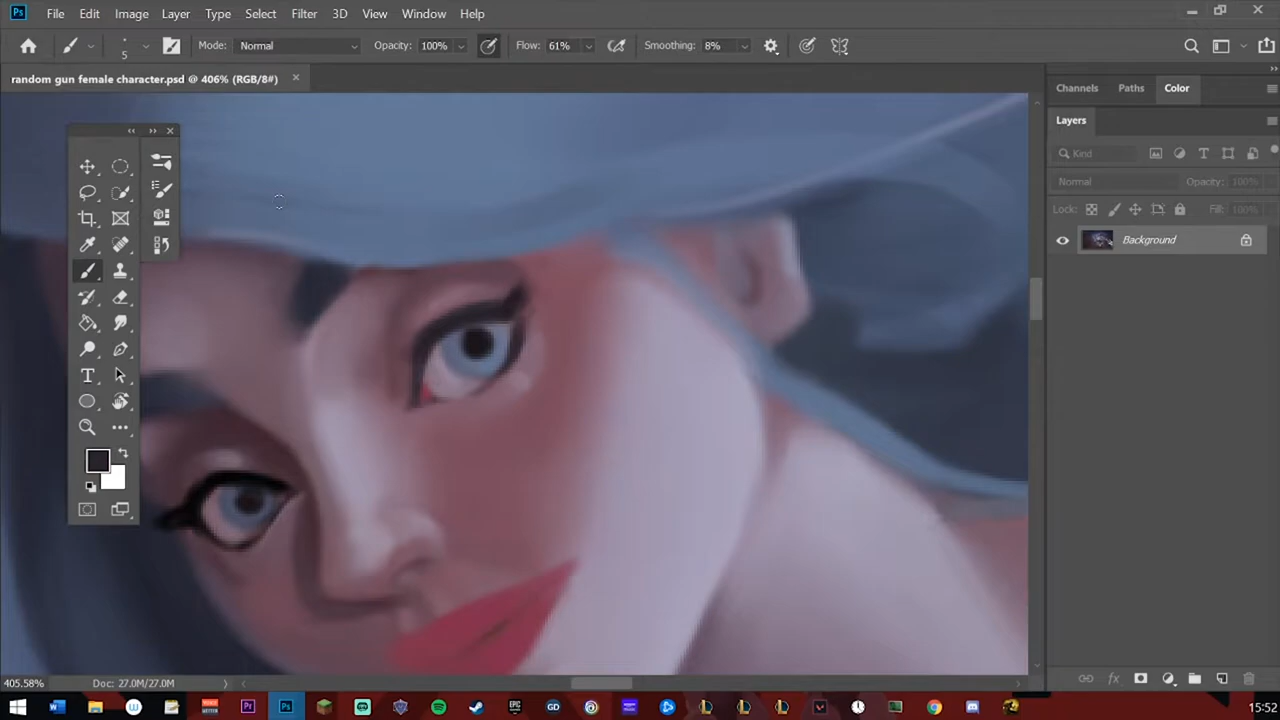 Ps File Edit Image Layer Type Select Filter 3D View Window Help
5 Mode: Normal Opacity: 100% Flow: 61% Smoothing: 8%
random gun female character.psd @ 406% (RGB/8#)
Channels Paths Color
Layers
Kind
Normal Opacity: 100%
Lock: Fill: 100%
Background
405.58% Doc: 27.0M/27.0M
15:52